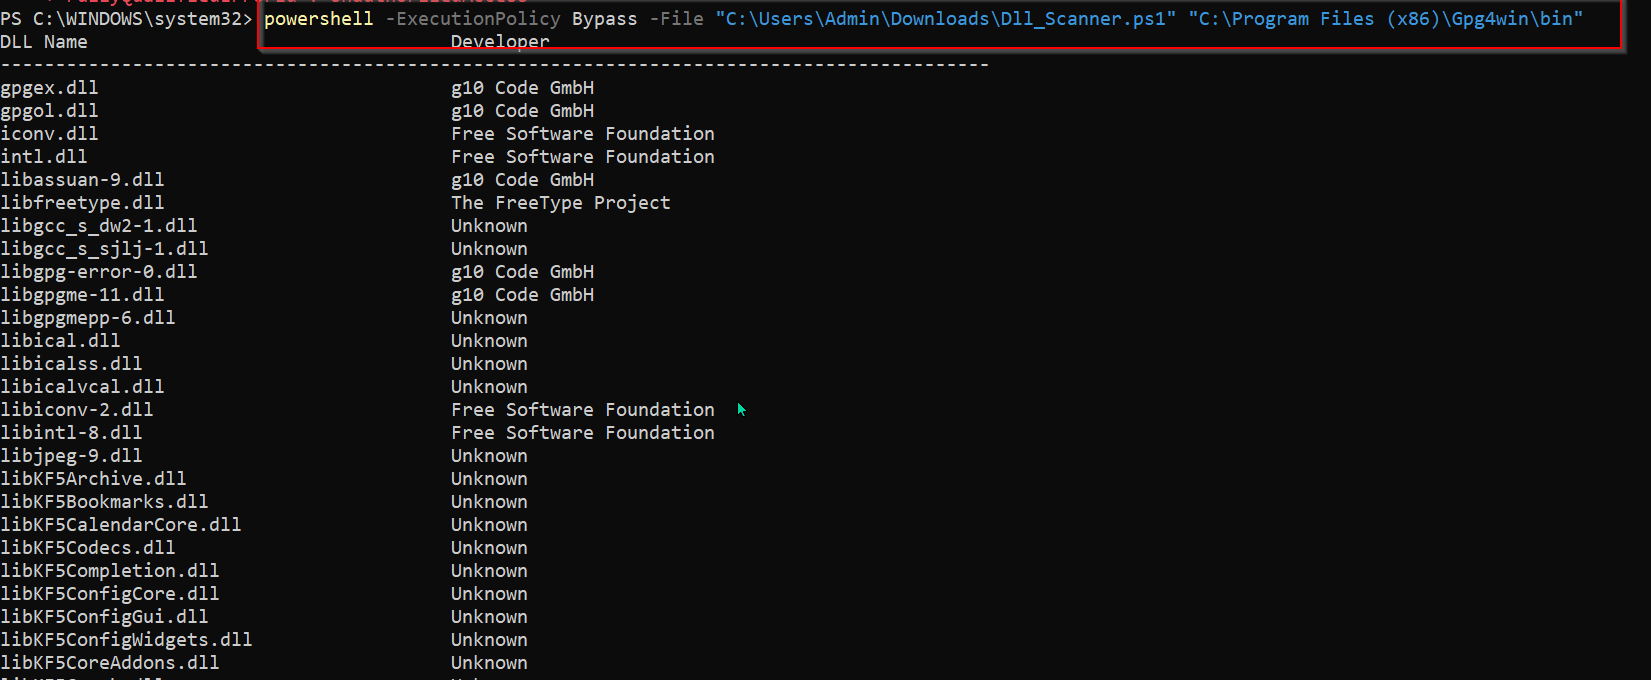 PS C:\WINDOWS\system32> powershell -ExecutionPolicy Bypass -File "C:\Users\Admin\Downloads\Dll_Scanner.ps1" "C:\Program Files (x86)\Gpg4win\bin"
DLL Name Developer
------------------------------------------------------------------------------------------
gpgex.dll g10 Code GmbH
gpgol.dll g10 Code GmbH
iconv.dll Free Software Foundation
intl.dll Free Software Foundation
libassuan-9.dll g10 Code GmbH
libfreetype.dll The FreeType Project
libgcc_s_dw2-1.dll Unknown
libgcc_s_sjlj-1.dll Unknown
libgpg-error-0.dll g10 Code GmbH
libgpgme-11.dll g10 Code GmbH
libgpgmepp-6.dll Unknown
libical.dll Unknown
libicalss.dll Unknown
libicalvcal.dll Unknown
libiconv-2.dll Free Software Foundation
libintl-8.dll Free Software Foundation
libjpeg-9.dll Unknown
libKF5Archive.dll Unknown
libKF5Bookmarks.dll Unknown
libKF5CalendarCore.dll Unknown
libKF5Codecs.dll Unknown
libKF5Completion.dll Unknown
libKF5ConfigCore.dll Unknown
libKF5ConfigGui.dll Unknown
libKF5ConfigWidgets.dll Unknown
libKF5CoreAddons.dll Unknown